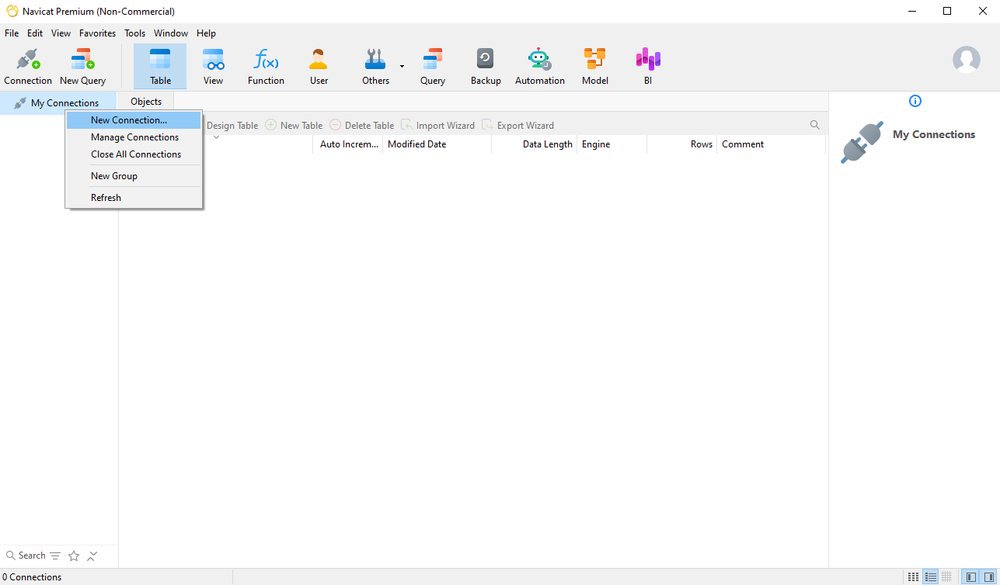 Navicat Premium (Non-Commercial)
File Edit View Favorites Tools Window Help
Connection New Query Table View Function User Others Query Backup Automation Model BI
My Connections Objects
New Connection...
Manage Connections
Close All Connections
New Group
Refresh
Design Table New Table Delete Table Import Wizard Export Wizard
Auto Increm... Modified Date Data Length Engine Rows Comment
My Connections
Search
0 Connections